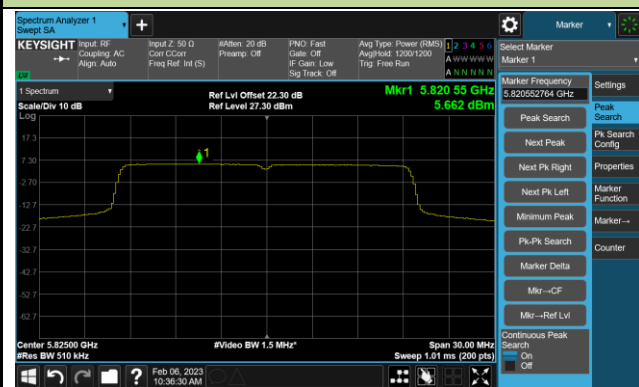 Spectrum Analyzer 1
Swept SA
+
Marker
KEYSIGHT
Input: RF
Coupling: AC
Align: Auto
Input Z: 50 Ω
Corr CCorr
Freq Ref: Int (S)
#Atten: 20 dB
Preamp: Off
PNO: Fast
Gate: Off
IF Gain: Low
Sig Track: Off
Avg Type: Power (RMS)
Avg|Hold: 1200/1200
Trig: Free Run
1 2 3 4 5 6
A W W W W W
A N N N N N
Select Marker
Marker 1
1 Spectrum
Scale/Div 10 dB
Log
Ref Lvl Offset 22.30 dB
Ref Level 27.30 dBm
Mkr1 5.820 55 GHz
5.662 dBm
17.3
7.30
-2.70
-12.7
-22.7
-32.7
-42.7
-52.7
-62.7
1
Center 5.82500 GHz
#Res BW 510 kHz
#Video BW 1.5 MHz*
Span 30.00 MHz
Sweep 1.01 ms (200 pts)
Marker Frequency
5.820552764 GHz
Peak Search
Next Peak
Next Pk Right
Next Pk Left
Minimum Peak
Pk-Pk Search
Marker Delta
Mkr→CF
Mkr→Ref Lvl
Continuous Peak
Search
On
Off
Settings
Peak
Search
Pk Search
Config
Properties
Marker
Function
Marker→
Counter
?
Feb 06, 2023
10:36:30 AM